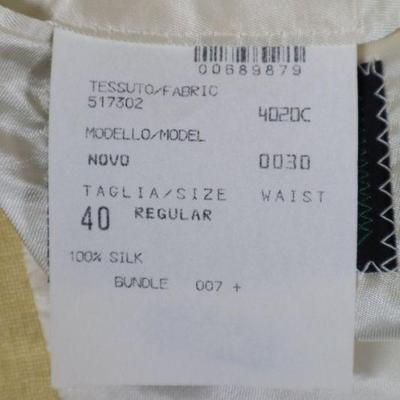 00689879
TESSUTO/FABRIC
517302 4020C
MODELLO/MODEL
NOVO 0030
TAGLIA/SIZE WAIST
40 REGULAR
100% SILK
BUNDLE 007 +